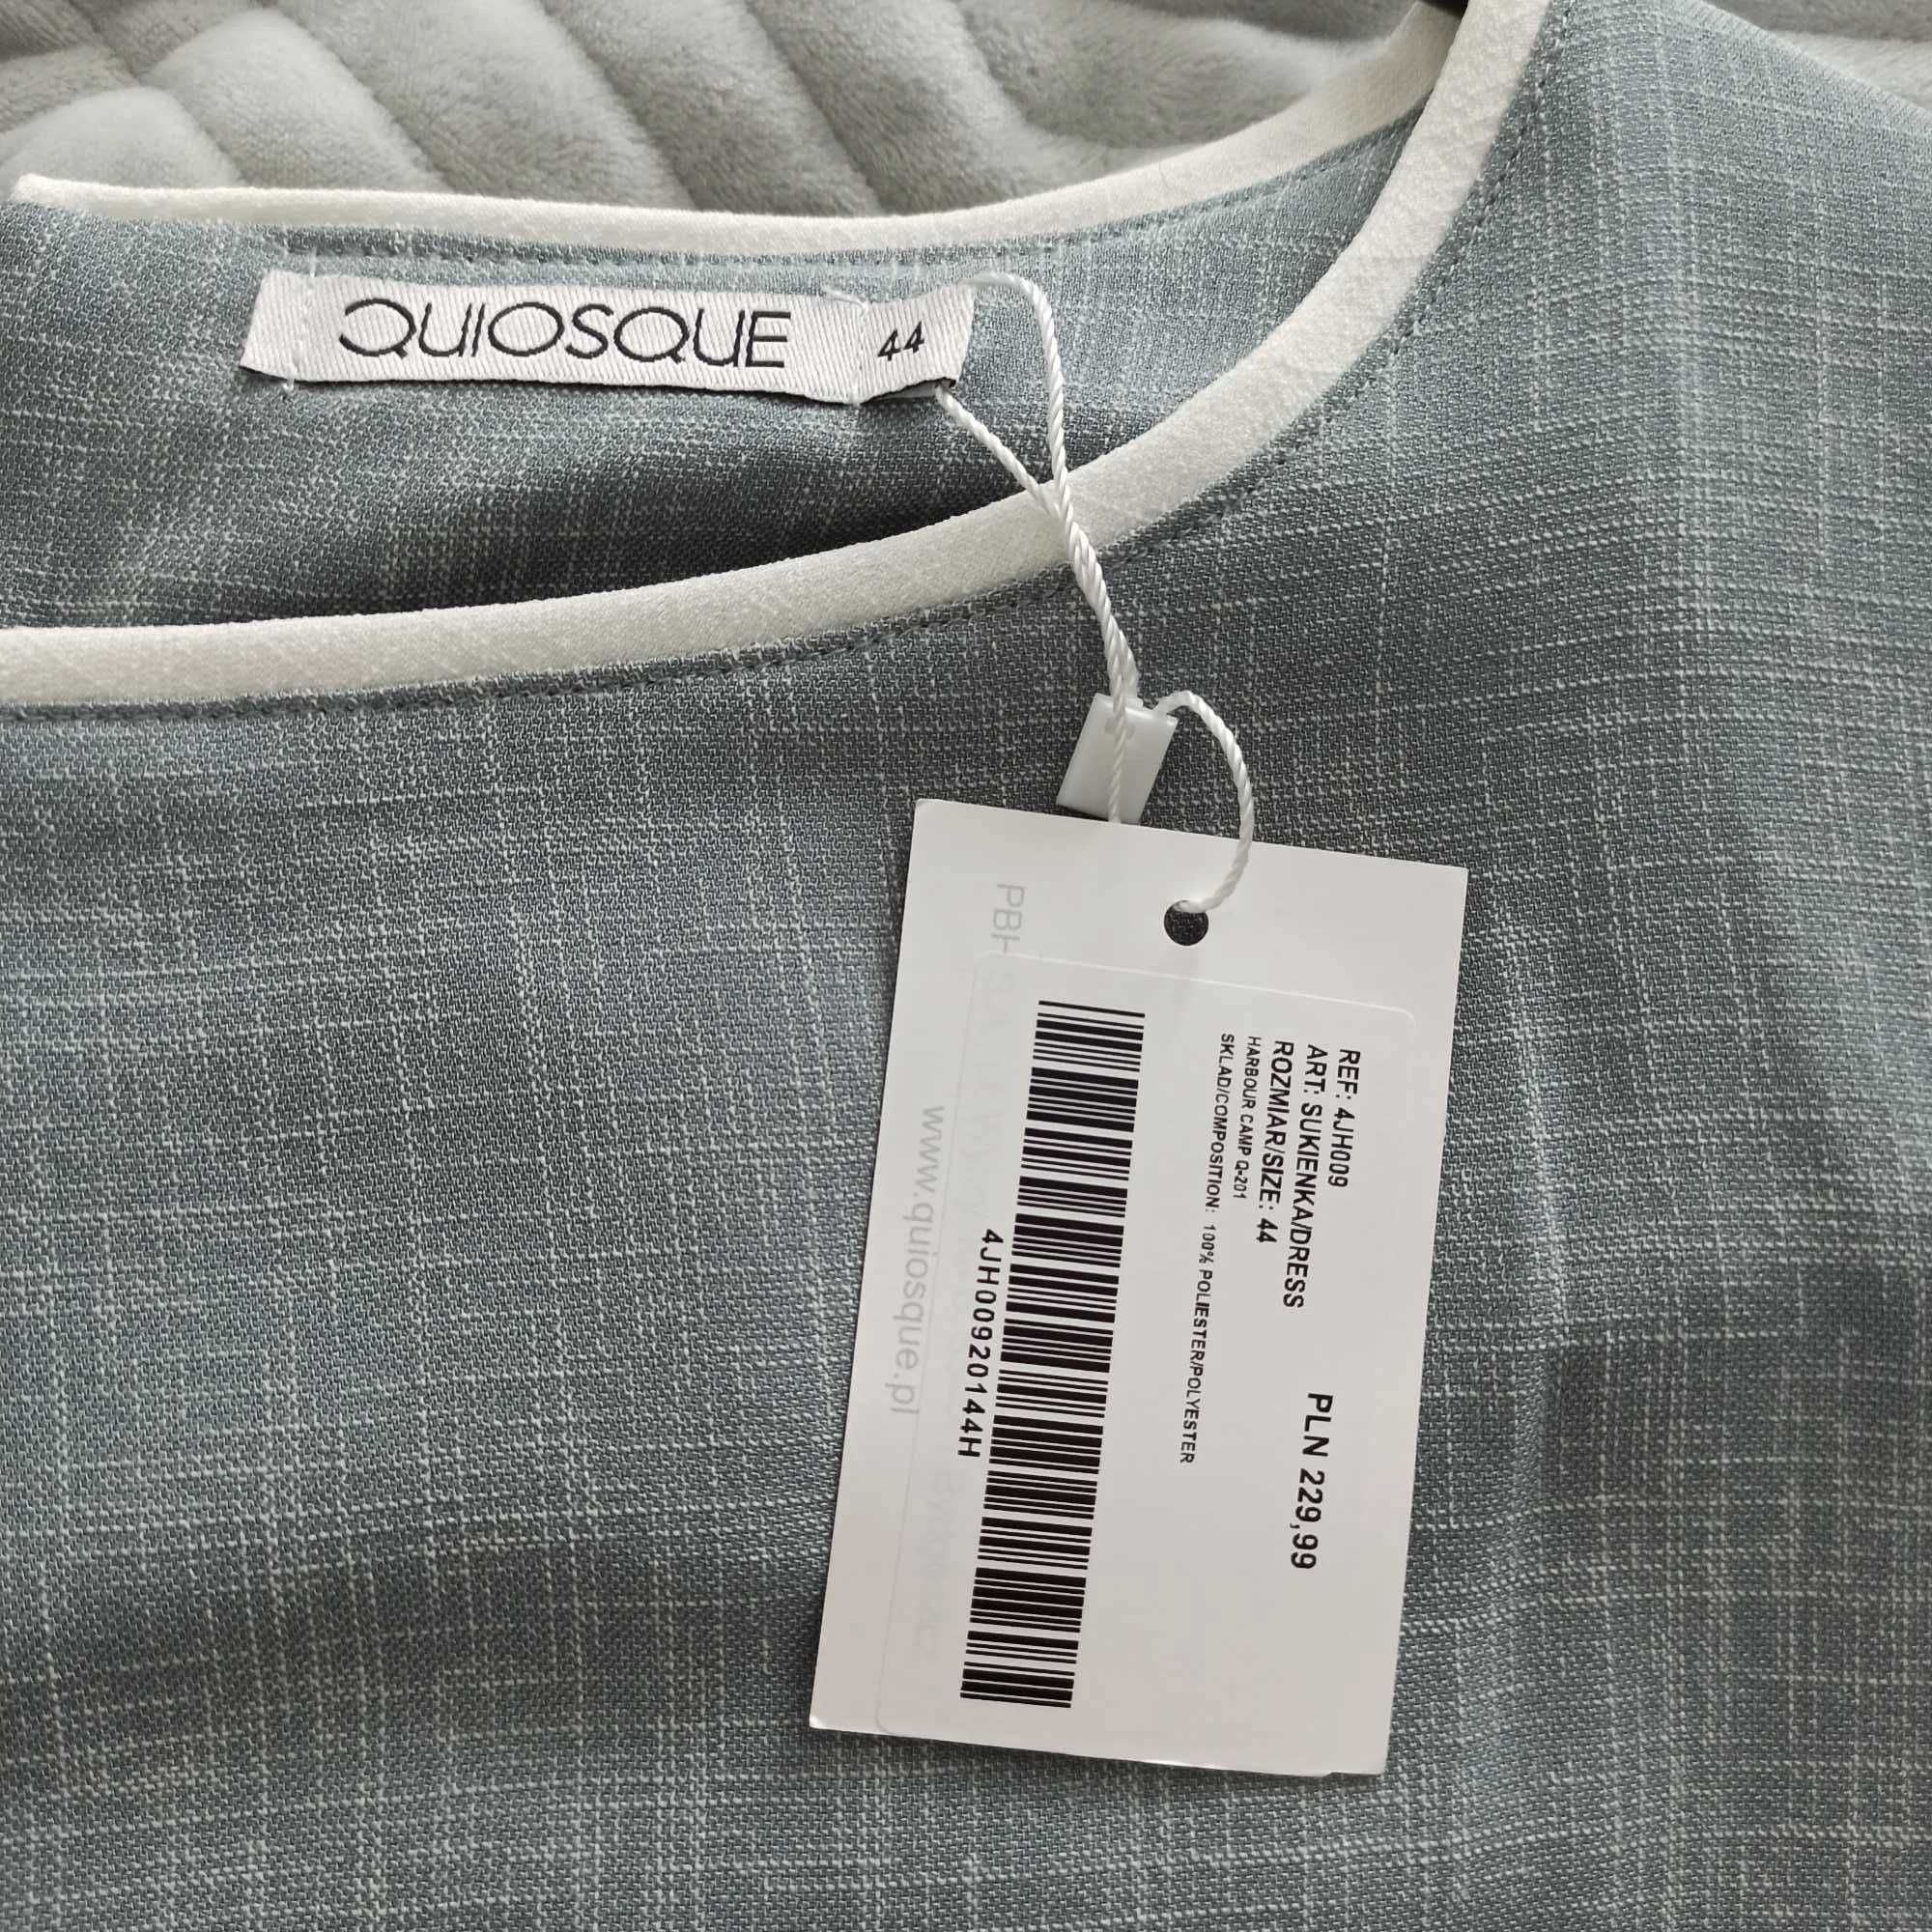 QUIOSQUE 44
REF: 4JH009
ART: SUKIENKA/DRESS
PLN 229,99
ROZMIAR/SIZE: 44
HARBOUR CAMP Q-201
SKŁAD/COMPOSITION: 100% POLIESTER/POLYESTER
4JH00920144H
www.quiosque.pl